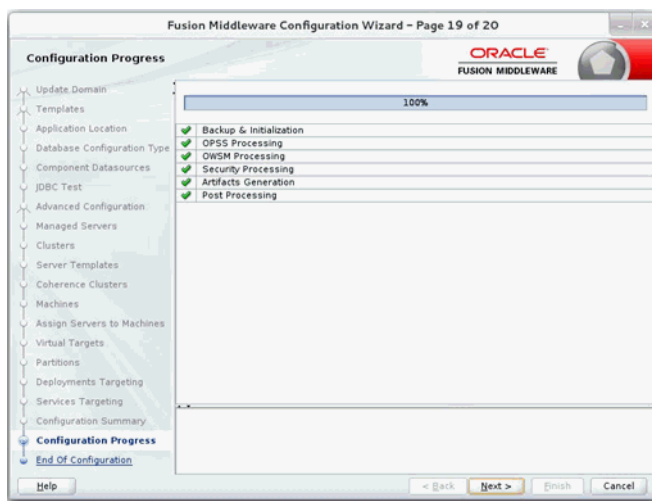 Fusion Middleware Configuration Wizard - Page 19 of 20
Configuration Progress
ORACLE
FUSION MIDDLEWARE
Update Domain
Templates
Application Location
Database Configuration Type
Component Datasources
JDBC Test
Advanced Configuration
Managed Servers
Clusters
Server Templates
Coherence Clusters
Machines
Assign Servers to Machines
Virtual Targets
Partitions
Deployments Targeting
Services Targeting
Configuration Summary
Configuration Progress
End Of Configuration
100%
Backup & Initialization
OPSS Processing
OWSM Processing
Security Processing
Artifacts Generation
Post Processing
Help
< Back
Next >
Finish
Cancel